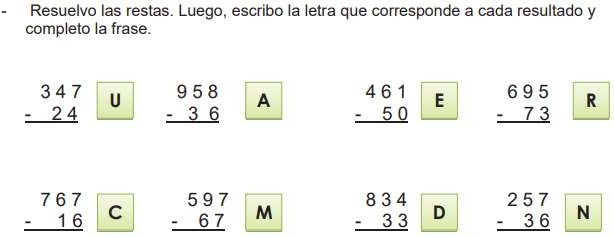 - Resuelvo las restas. Luego, escribo la letra que corresponde a cada resultado y
completo la frase.
347 U 958 A 461 E 695 R
- 24 - 36 - 50 - 73
767 C 597 M 834 D 257 N
- 16 - 67 - 33 - 36